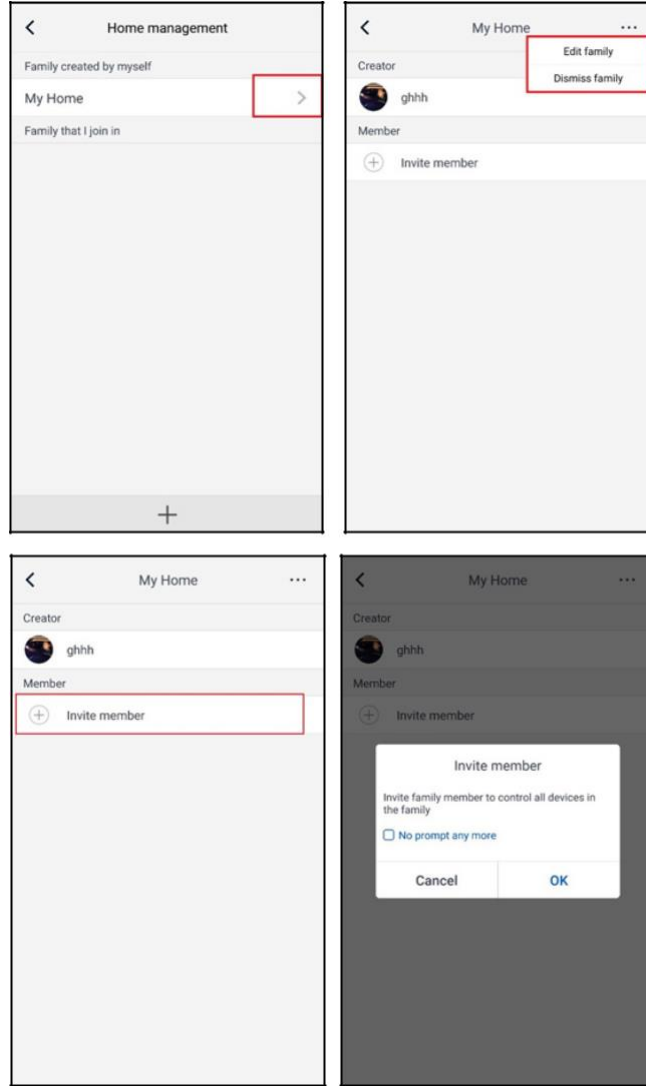 Home management
Family created by myself
My Home
Family that I join in
My Home
Edit family
Dismiss family
Creator
ghhh
Member
Invite member
My Home
Creator
ghhh
Member
Invite member
My Home
Creator
ghhh
Member
Invite member
Invite member
Invite family member to control all devices in
the family
No prompt any more
Cancel OK